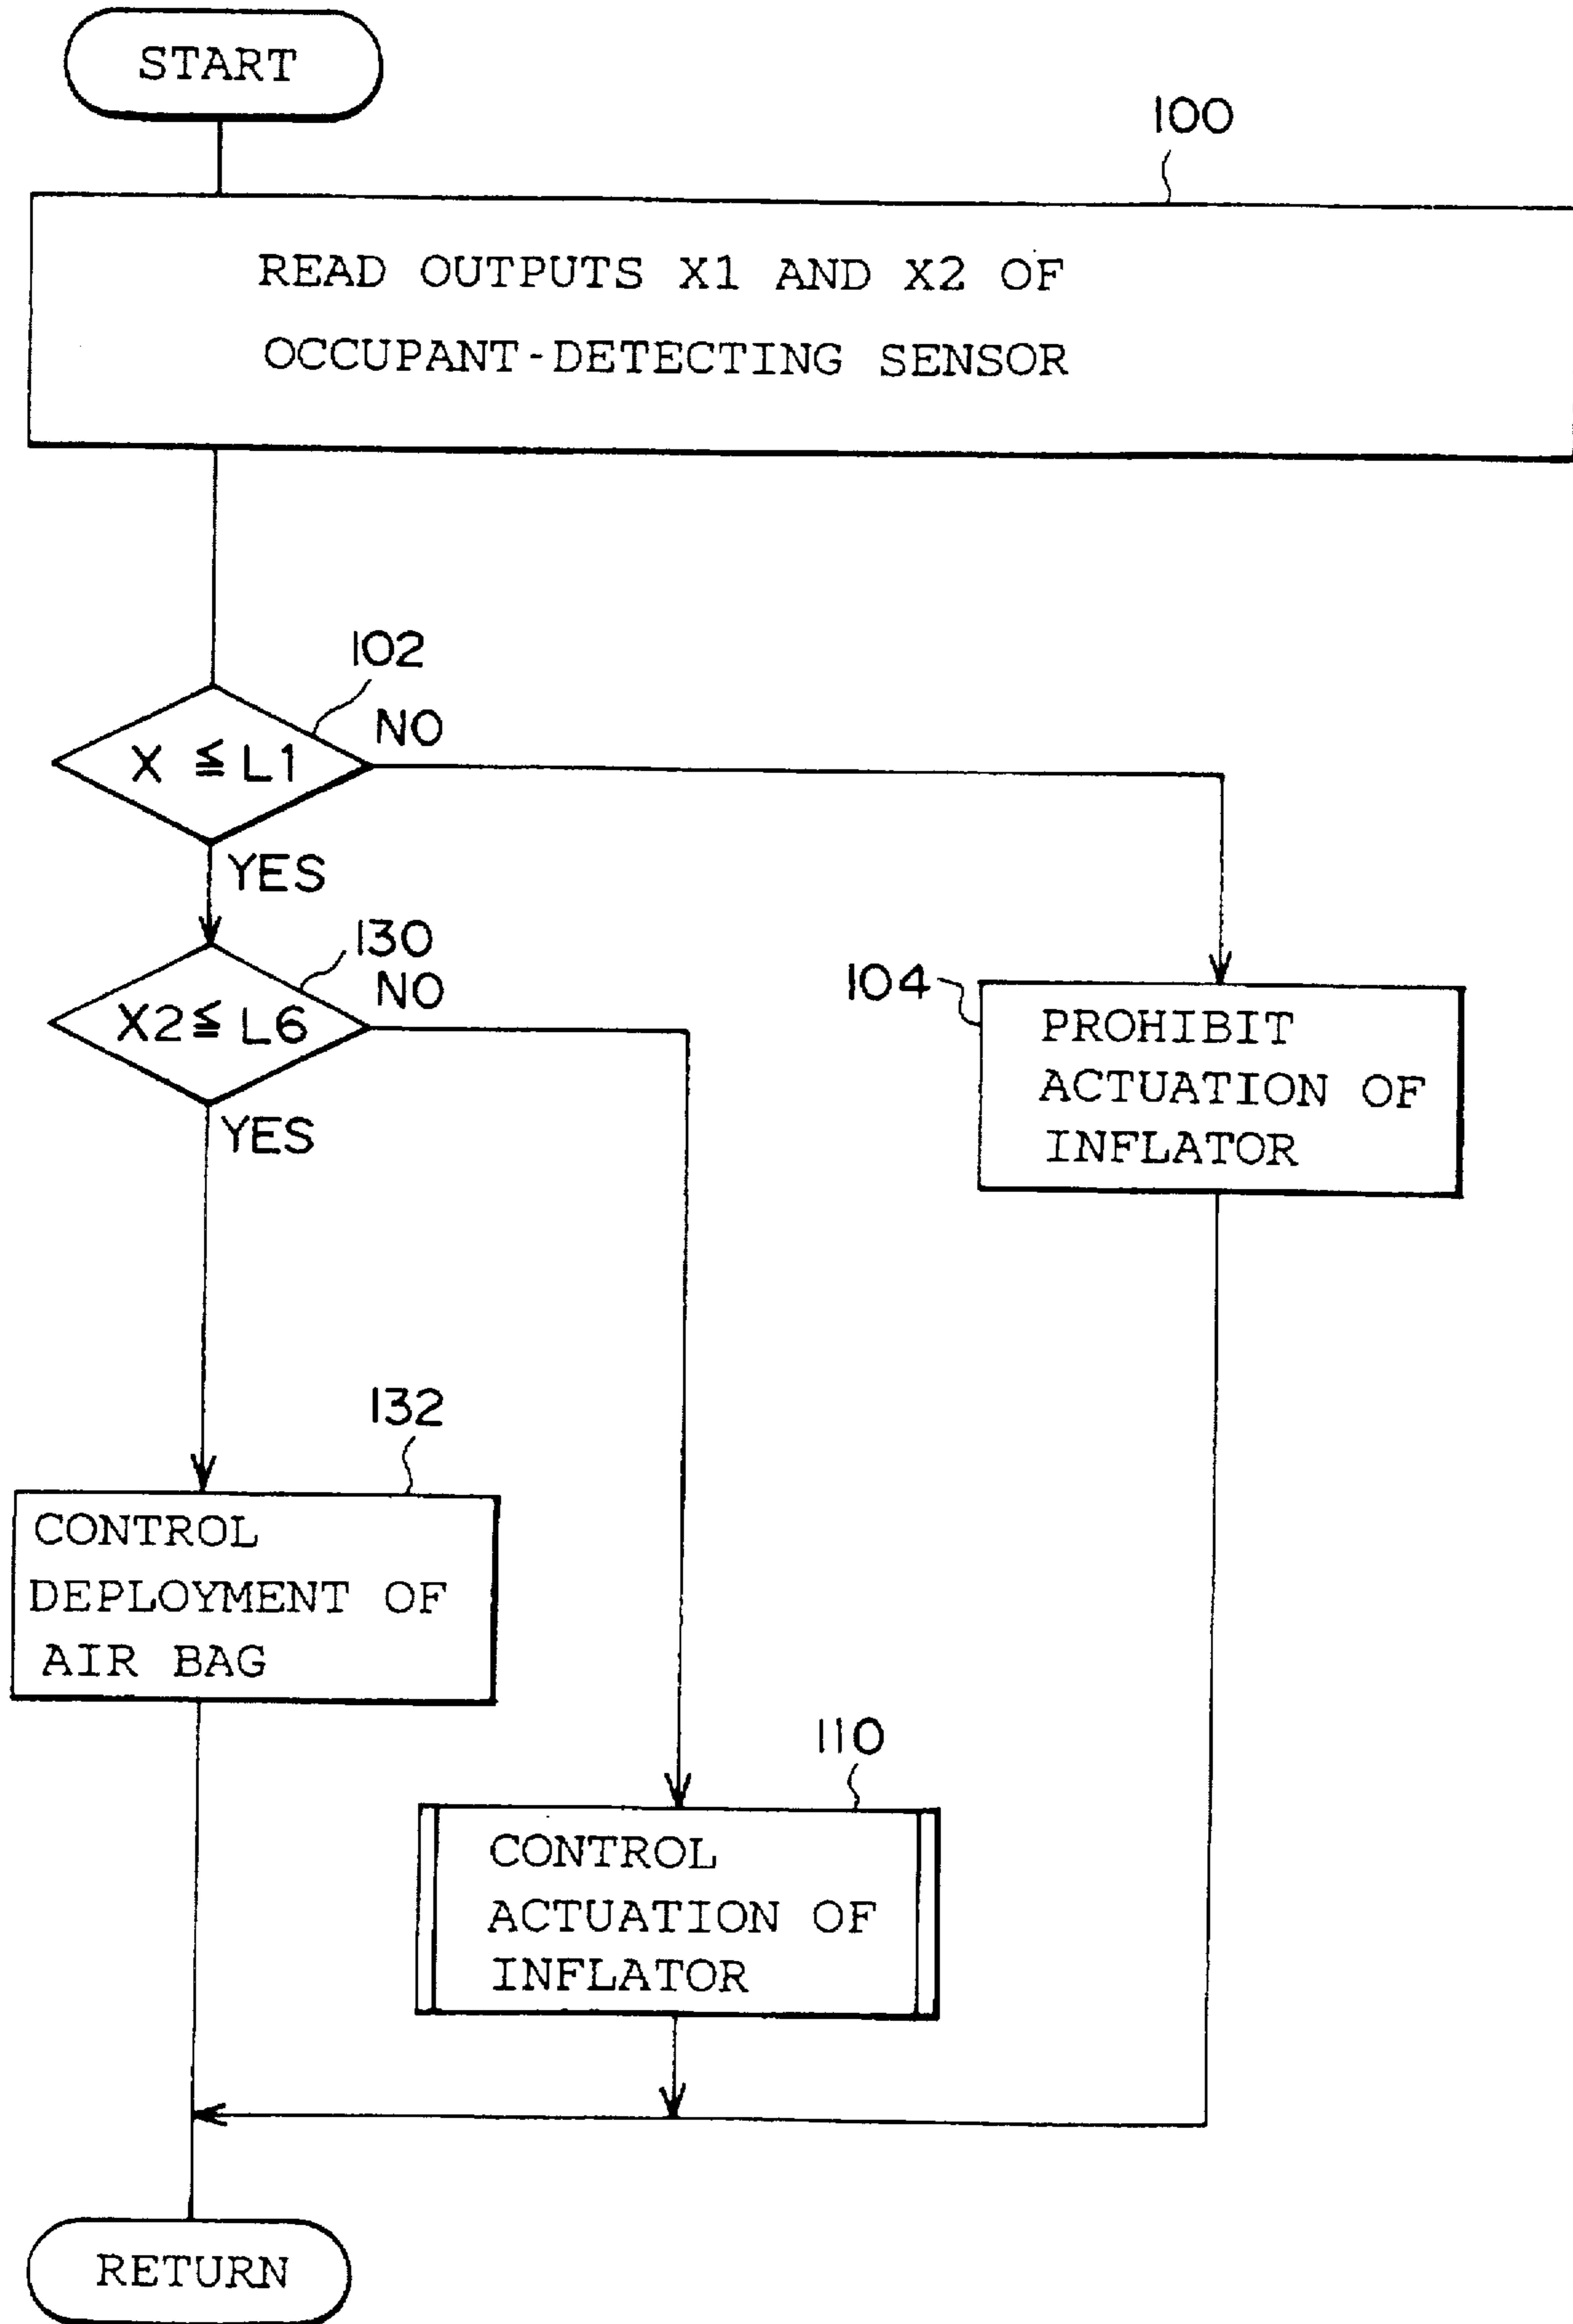 START
100
READ OUTPUTS X1 AND X2 OF
OCCUPANT-DETECTING SENSOR
102
NO
X ≦ L1
YES
130
NO
X2 ≦ L6
YES
104
PROHIBIT
ACTUATION OF
INFLATOR
132
CONTROL
DEPLOYMENT OF
AIR BAG
110
CONTROL
ACTUATION OF
INFLATOR
RETURN